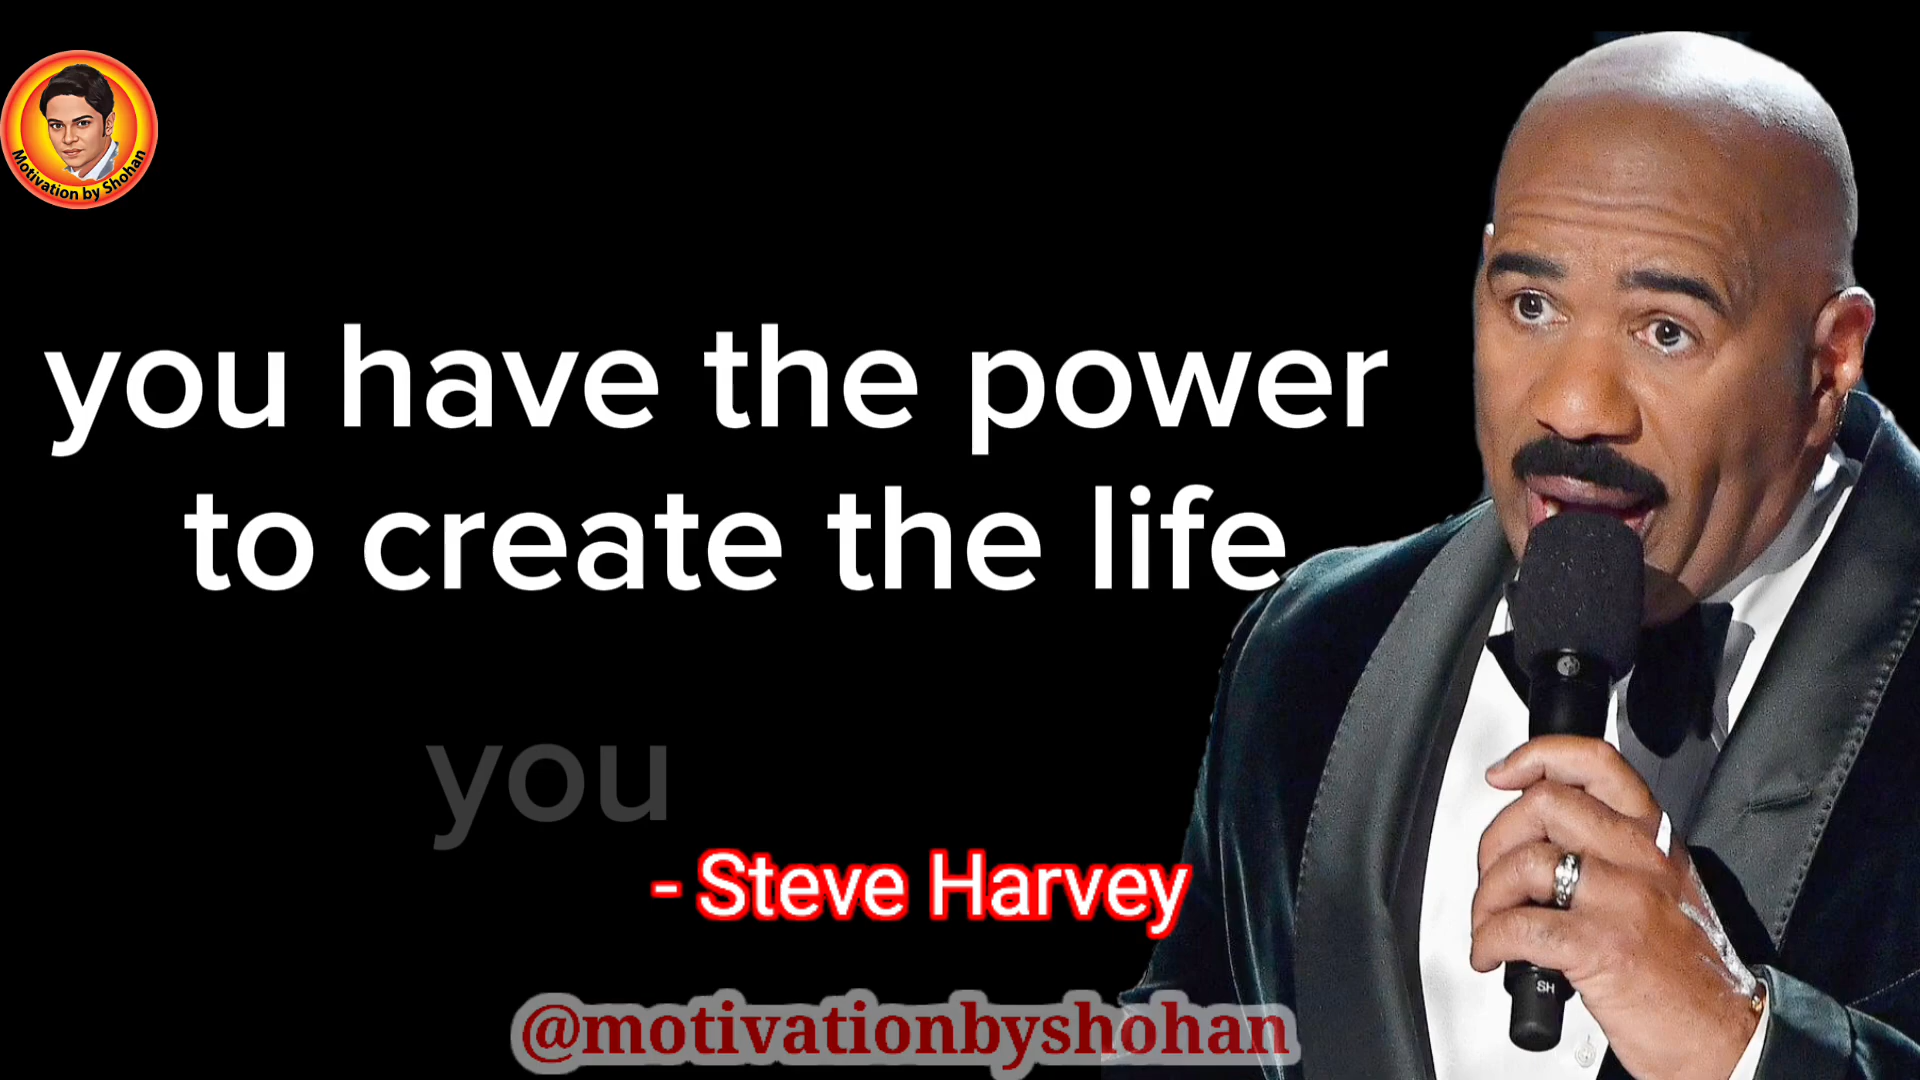 Motivation by Shohan
you have the power
to create the life
you
- Steve Harvey
@motivationbyshohan
SH